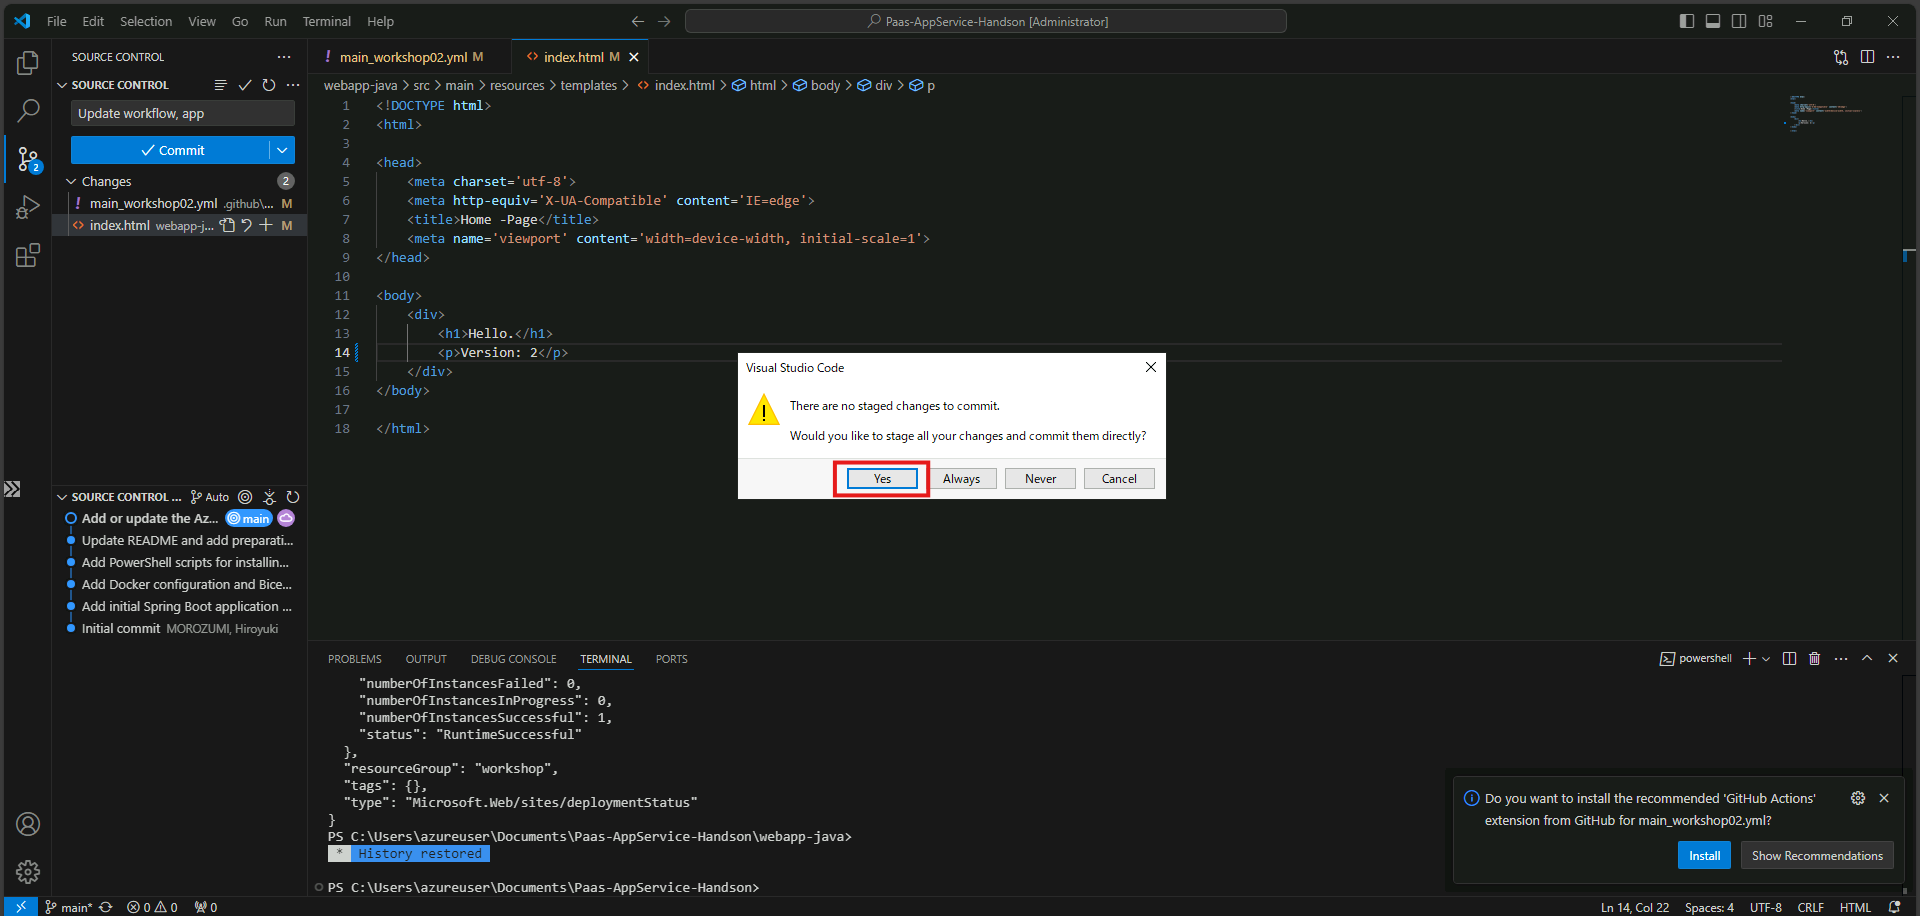 File Edit Selection View Go Run Terminal Help
Paas-AppService-Handson [Administrator]
SOURCE CONTROL
SOURCE CONTROL
Update workflow, app
Commit
Changes 2
! main_workshop02.yml .github\... M
<> index.html webapp-j... M
2
SOURCE CONTROL ... Auto
Add or update the Az... main
Update README and add preparati...
Add PowerShell scripts for installin...
Add Docker configuration and Bice...
Add initial Spring Boot application ...
Initial commit MOROZUMI, Hiroyuki
! main_workshop02.yml M
<> index.html M
webapp-java > src > main > resources > templates > <> index.html > html > body > div > p
1 <!DOCTYPE html>
2 <html>
3
4 <head>
5 <meta charset='utf-8'>
6 <meta http-equiv='X-UA-Compatible' content='IE=edge'>
7 <title>Home -Page</title>
8 <meta name='viewport' content='width=device-width, initial-scale=1'>
9 </head>
10
11 <body>
12 <div>
13 <h1>Hello.</h1>
14 <p>Version: 2</p>
15 </div>
16 </body>
17
18 </html>
Visual Studio Code
There are no staged changes to commit.
Would you like to stage all your changes and commit them directly?
Yes Always Never Cancel
PROBLEMS OUTPUT DEBUG CONSOLE TERMINAL PORTS
powershell
"numberOfInstancesFailed": 0,
"numberOfInstancesInProgress": 0,
"numberOfInstancesSuccessful": 1,
"status": "RuntimeSuccessful"
},
"resourceGroup": "workshop",
"tags": {},
"type": "Microsoft.Web/sites/deploymentStatus"
}
PS C:\Users\azureuser\Documents\Paas-AppService-Handson\webapp-java>
* History restored
PS C:\Users\azureuser\Documents\Paas-AppService-Handson>
Do you want to install the recommended 'GitHub Actions'
extension from GitHub for main_workshop02.yml?
Install Show Recommendations
main* 0 0 0
Ln 14, Col 22 Spaces: 4 UTF-8 CRLF HTML